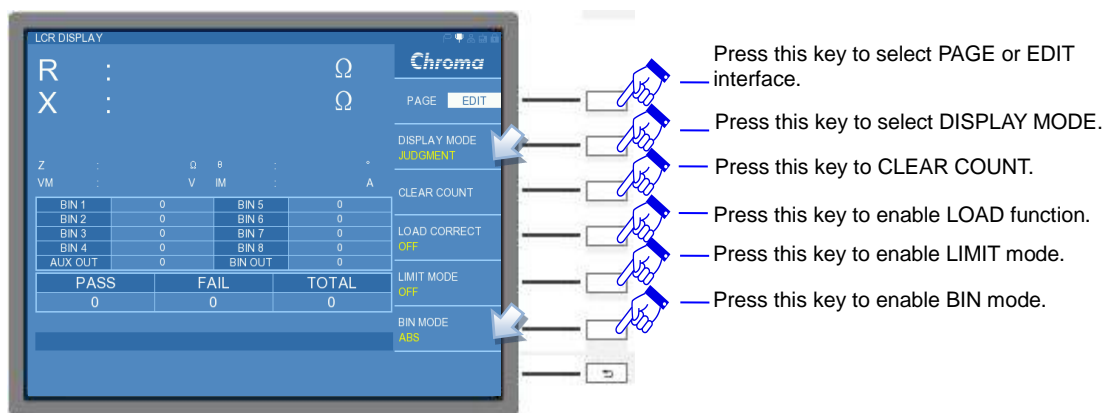 LCR DISPLAY
Chroma
R : Ω
X : Ω
PAGE EDIT
DISPLAY MODE
JUDGMENT
Z : Ω θ : °
VM : V IM : A
CLEAR COUNT
BIN 1 0 BIN 5 0
BIN 2 0 BIN 6 0
BIN 3 0 BIN 7 0
BIN 4 0 BIN 8 0
AUX OUT 0 BIN OUT 0
LOAD CORRECT
OFF
PASS FAIL TOTAL
0 0 0
LIMIT MODE
OFF
BIN MODE
ABS
Press this key to select PAGE or EDIT
interface.
Press this key to select DISPLAY MODE.
Press this key to CLEAR COUNT.
Press this key to enable LOAD function.
Press this key to enable LIMIT mode.
Press this key to enable BIN mode.